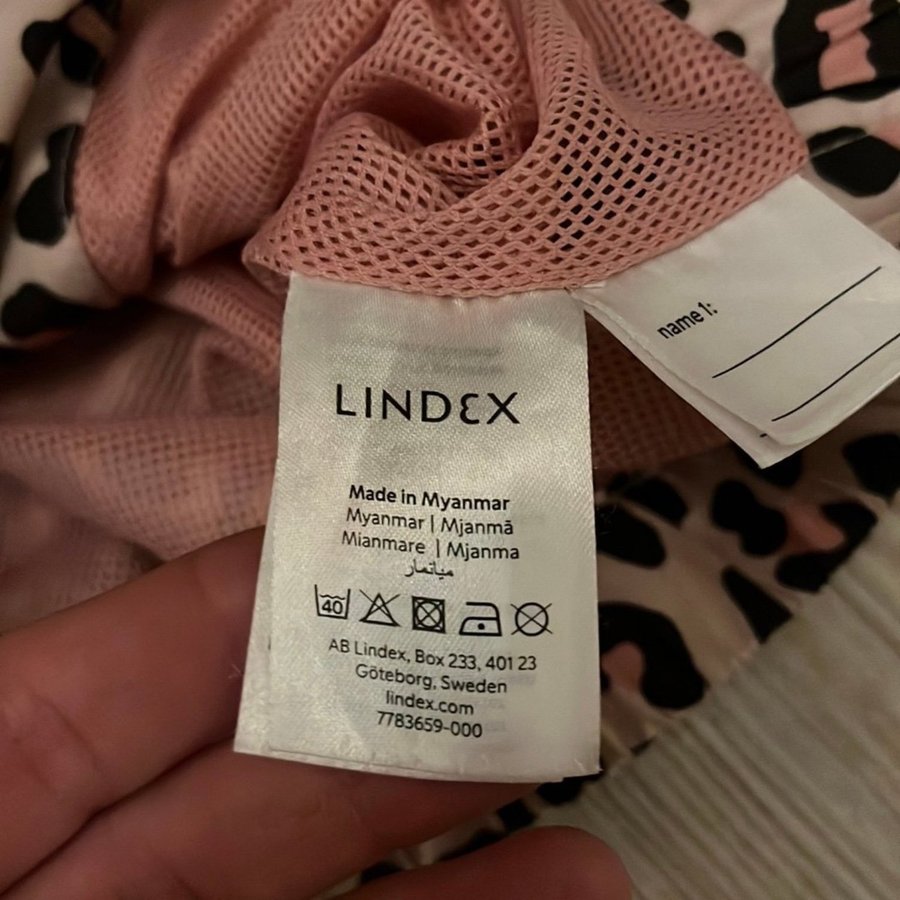 LINDEX
Made in Myanmar
Myanmar | Mjanmā
Mianmare | Mjanma
ميانمار
40
AB Lindex, Box 233, 401 23
Göteborg, Sweden
lindex.com
7783659-000
name 1: